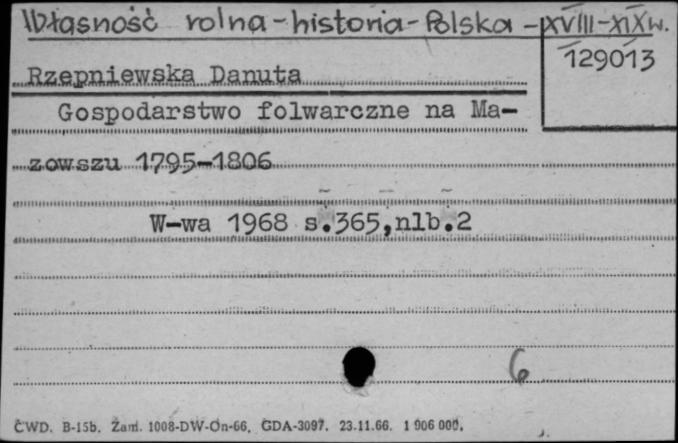 Własność rolna-historia-Polska-XVIII-XIXw.
129013
Rzepniewska Danuta
Gospodarstwo folwarczne na Ma-
zowszu 1795-1806
W-wa 1968 s.365,nlb.2
6
CWD. B-15b. Zam. 1008-DW-On-66. GDA-3097. 23.11.66. 1 906 000.